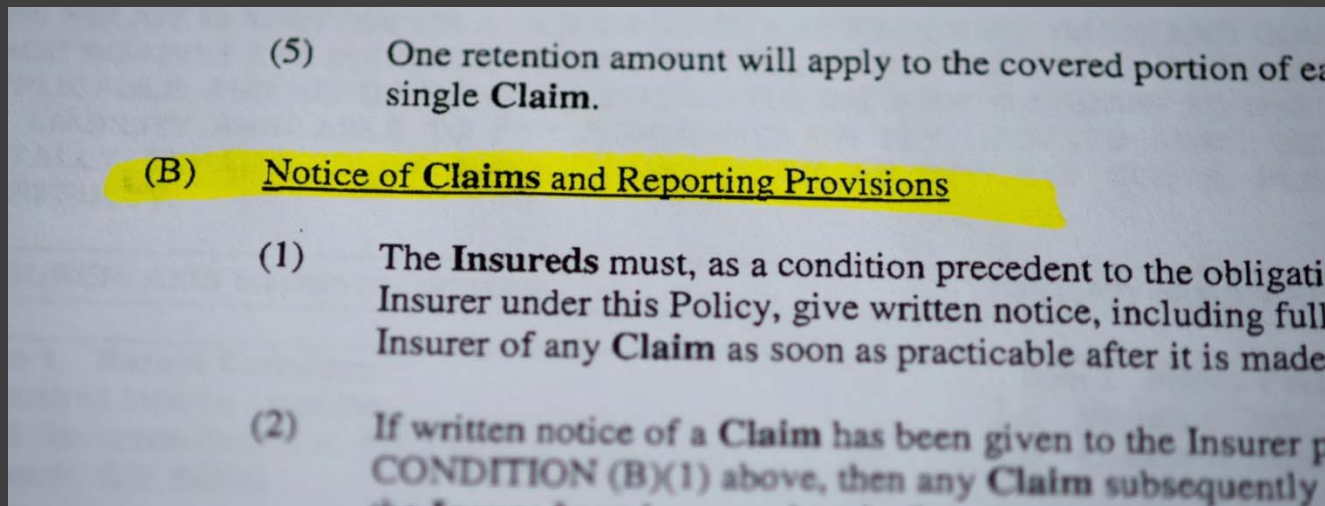 (5) One retention amount will apply to the covered portion of
single Claim.
(B) Notice of Claims and Reporting Provisions
(1) The Insureds must, as a condition precedent to the
Insurer under this Policy, give written notice, including
Insurer of any Claim as soon as practicable after it is made
(2) If written notice of a Claim has been given to the Insurer
CONDITION (B)(1) above, then any Claim subsequently